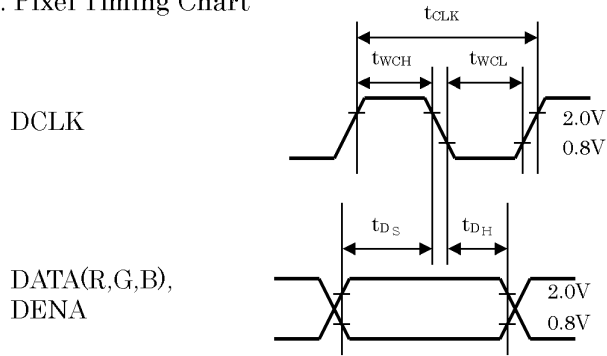 . Pixel Timing Chart
tCLK
tWCH tWCL
DCLK
2.0V
0.8V
tDS tDH
DATA(R,G,B),
DENA
2.0V
0.8V